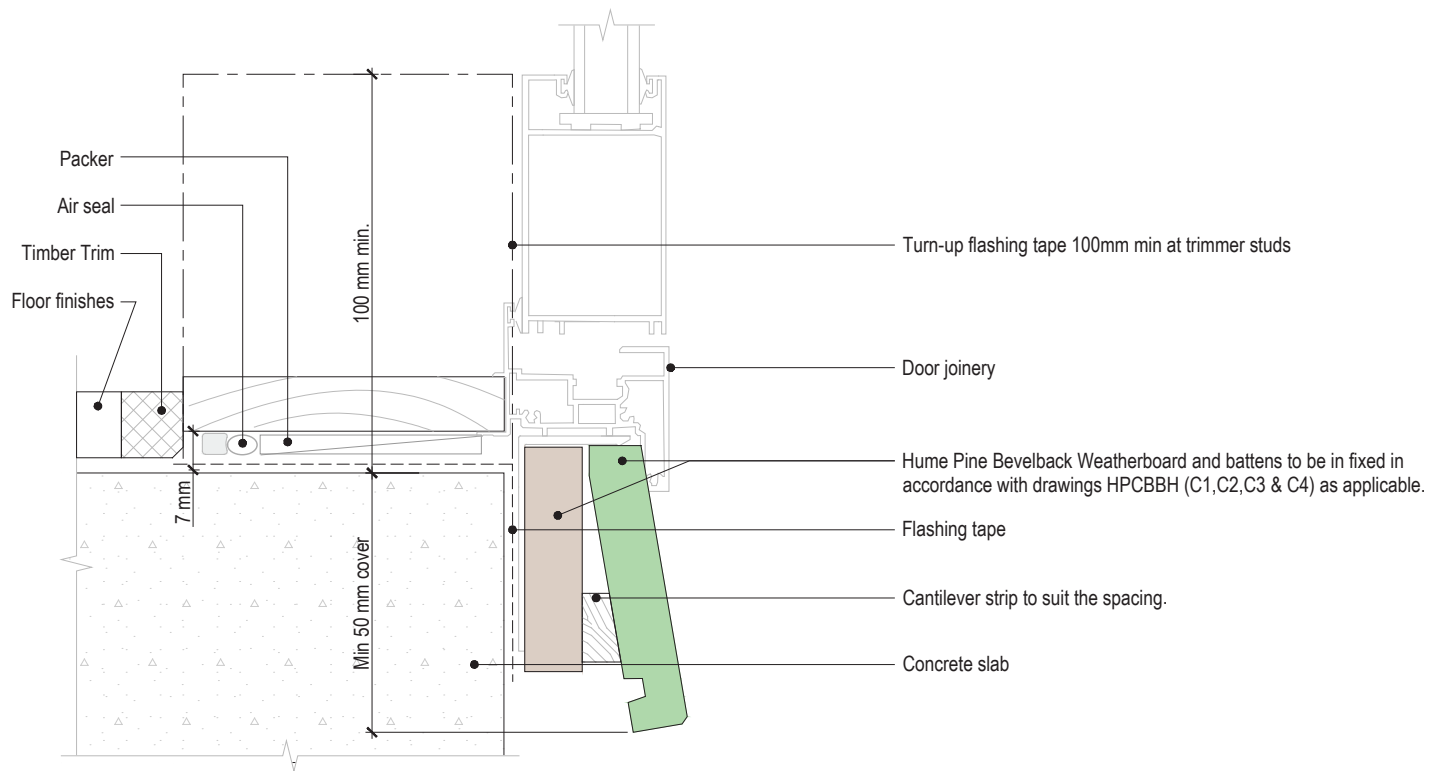 Packer
Air seal
Timber Trim
Floor finishes
100 mm min.
7 mm
Min 50 mm cover
Turn-up flashing tape 100mm min at trimmer studs
Door joinery
Hume Pine Bevelback Weatherboard and battens to be in fixed in
accordance with drawings HPCBBH (C1,C2,C3 & C4) as applicable.
Flashing tape
Cantilever strip to suit the spacing.
Concrete slab